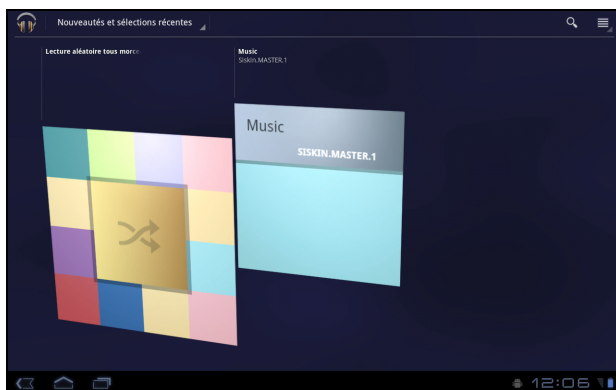 Nouveautés et sélections récentes
Lecture aléatoire tous morce
Music
Siskin.MASTER.1
Music
SISKIN.MASTER.1
12:06